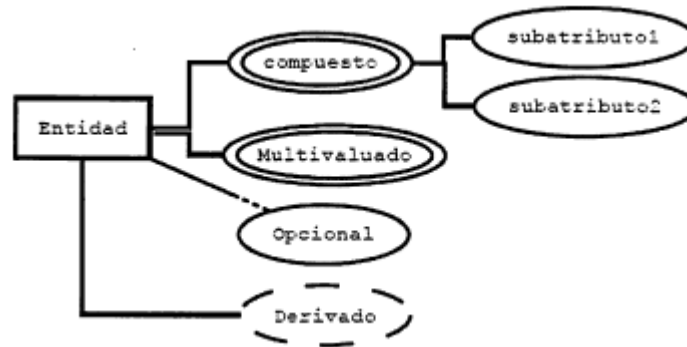 subatributo1
compuesto
subatributo2
Entidad
Multivaluado
Opcional
Derivado